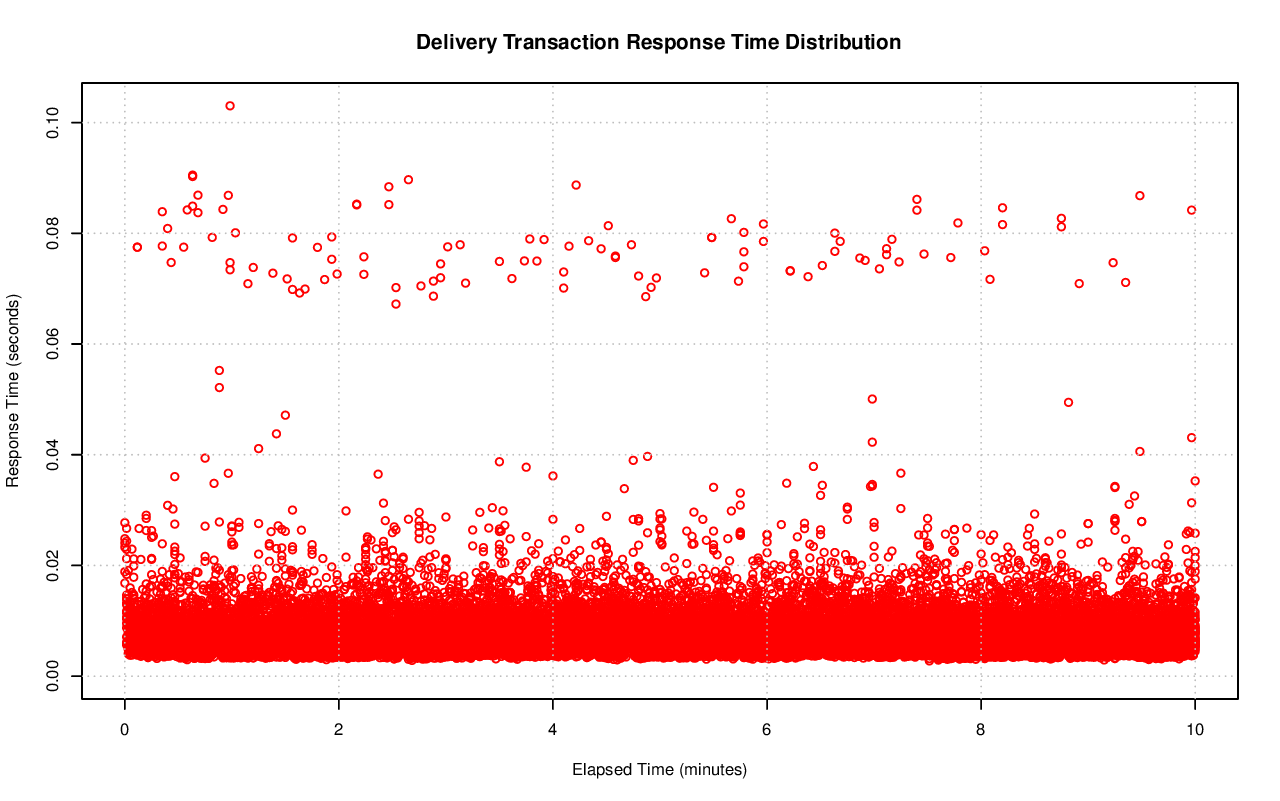 Delivery Transaction Response Time Distribution
Response Time (seconds)
0.10
0.08
0.06
0.04
0.02
0.00
0 2 4 6 8 10
Elapsed Time (minutes)